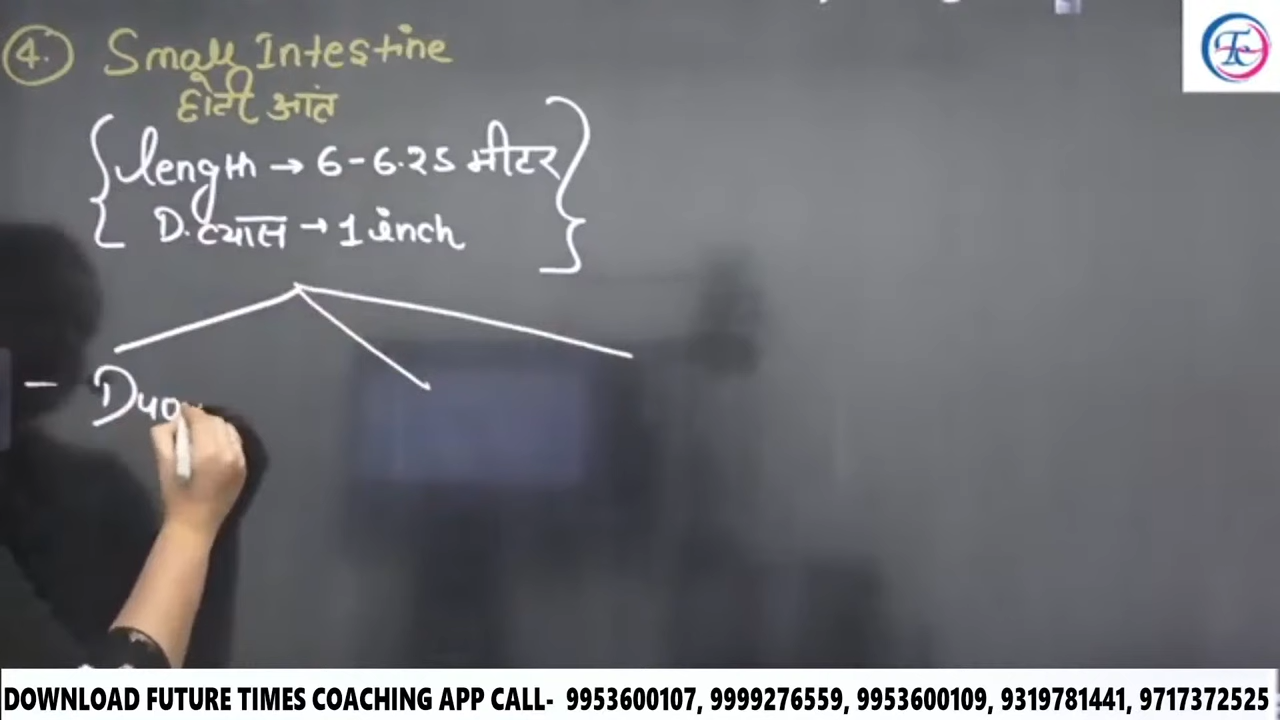 4. Small Intestine
छोटी आंत
length → 6-6.25 मीटर
D. व्यास → 1 inch
- Duo
Tc
DOWNLOAD FUTURE TIMES COACHING APP CALL- 9953600107, 9999276559, 9953600109, 9319781441, 9717372525